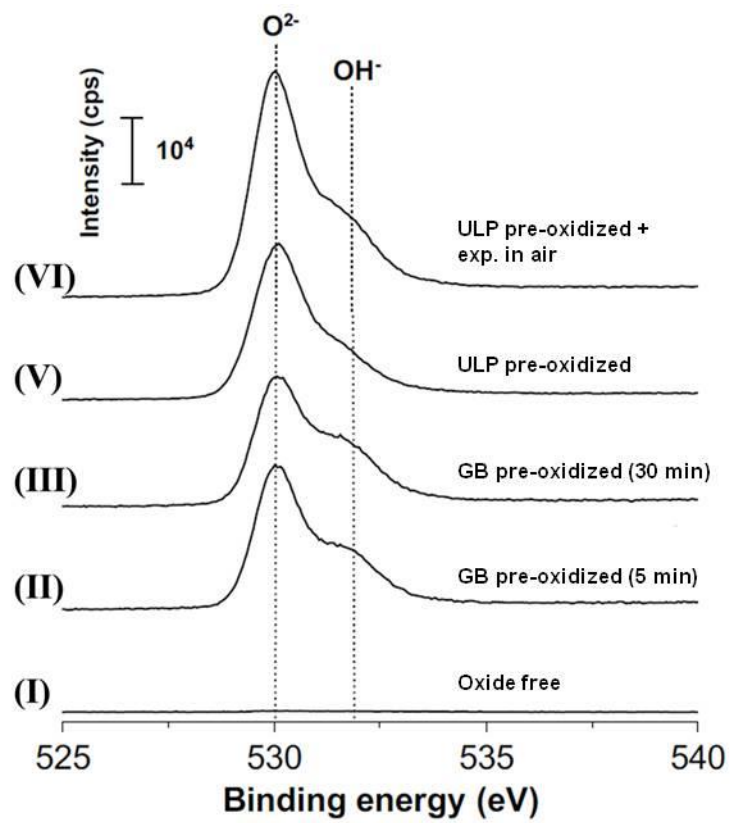 O²⁻
OH⁻
Intensity (cps)
10⁴
ULP pre-oxidized +
exp. in air
(VI)
ULP pre-oxidized
(V)
GB pre-oxidized (30 min)
(III)
GB pre-oxidized (5 min)
(II)
Oxide free
(I)
525 530 535 540
Binding energy (eV)